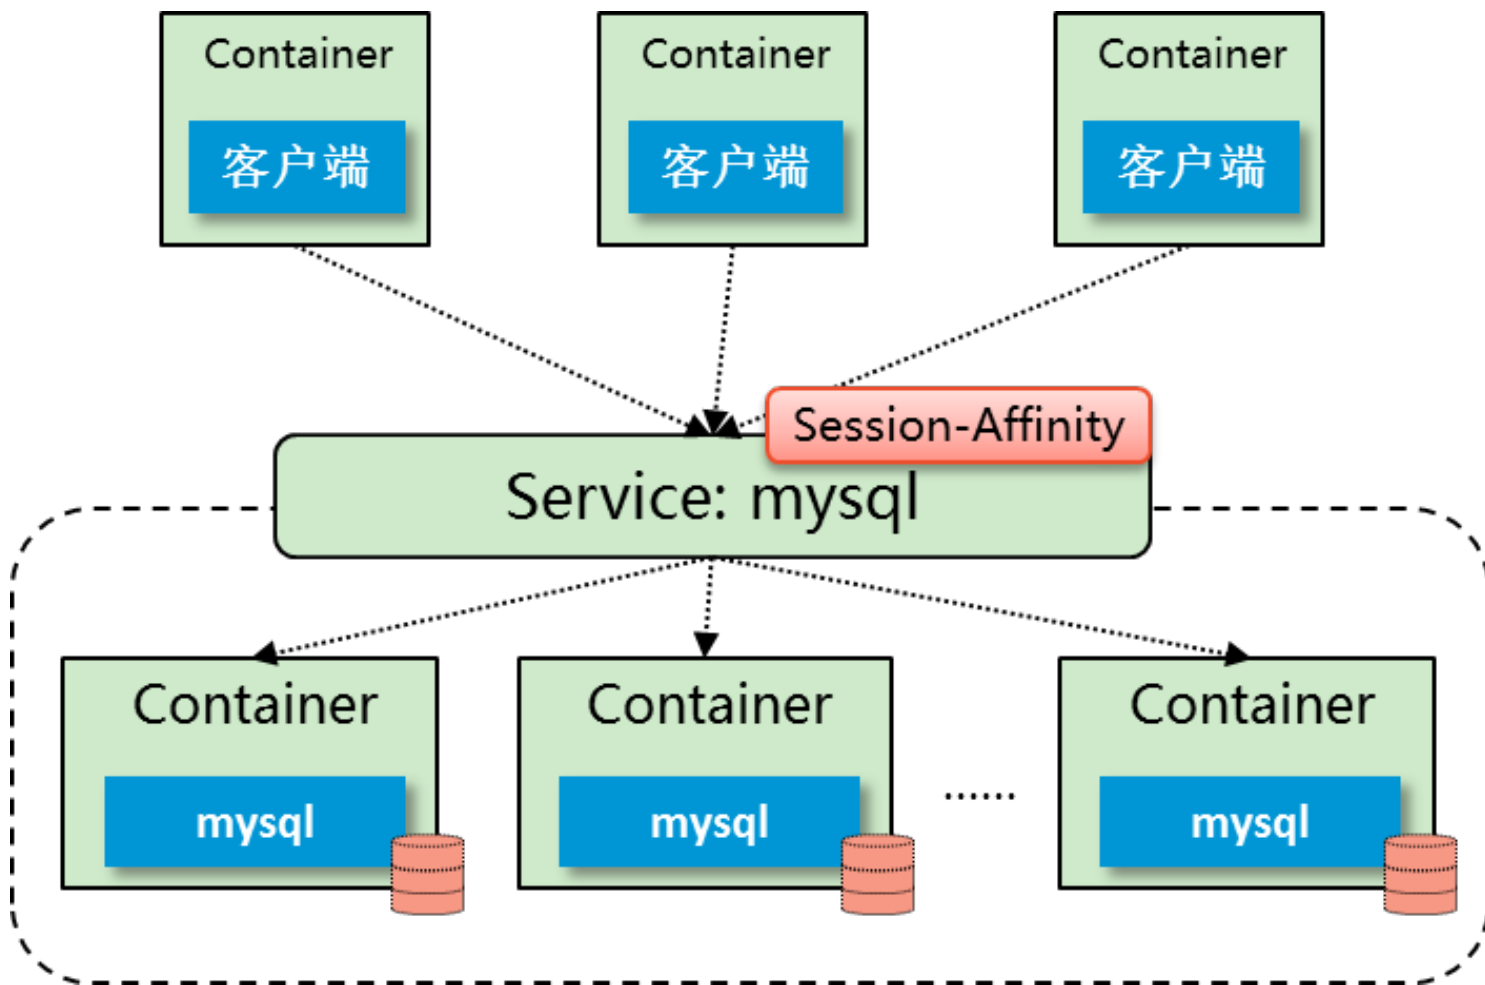 Container
Container
Container
客户端
客户端
客户端
Session-Affinity
Service: mysql
Container
Container
Container
mysql
mysql
......
mysql